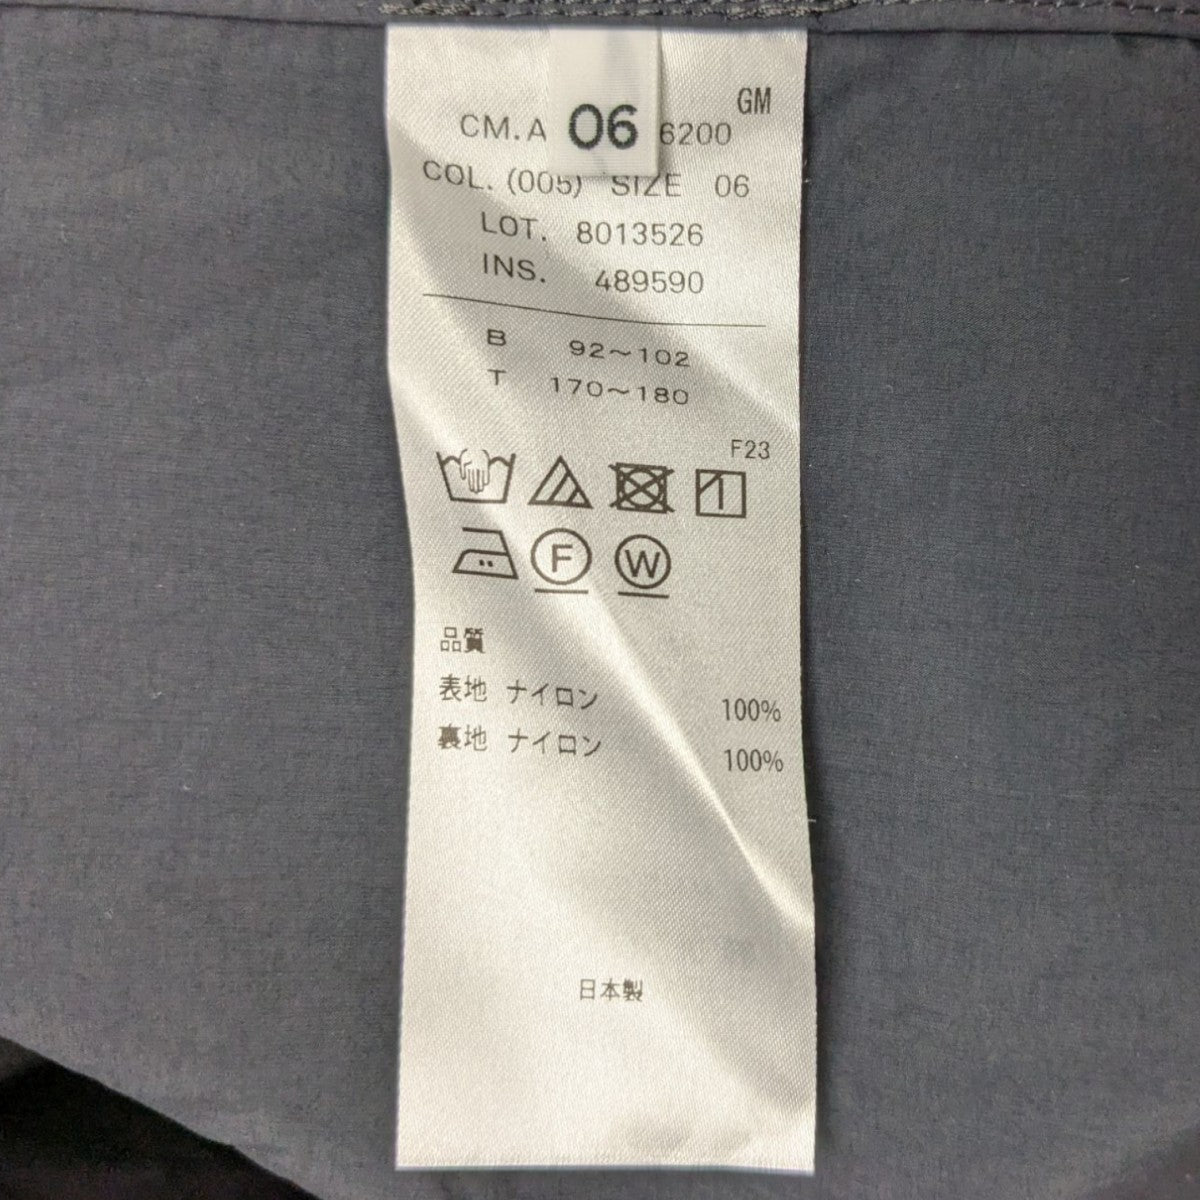 GM
CM.A 06 6200
COL. (005) SIZE 06
LOT. 8013526
INS. 489590
B 92～102
T 170～180
F23
F W
品質
表地 ナイロン 100%
裏地 ナイロン 100%
日本製